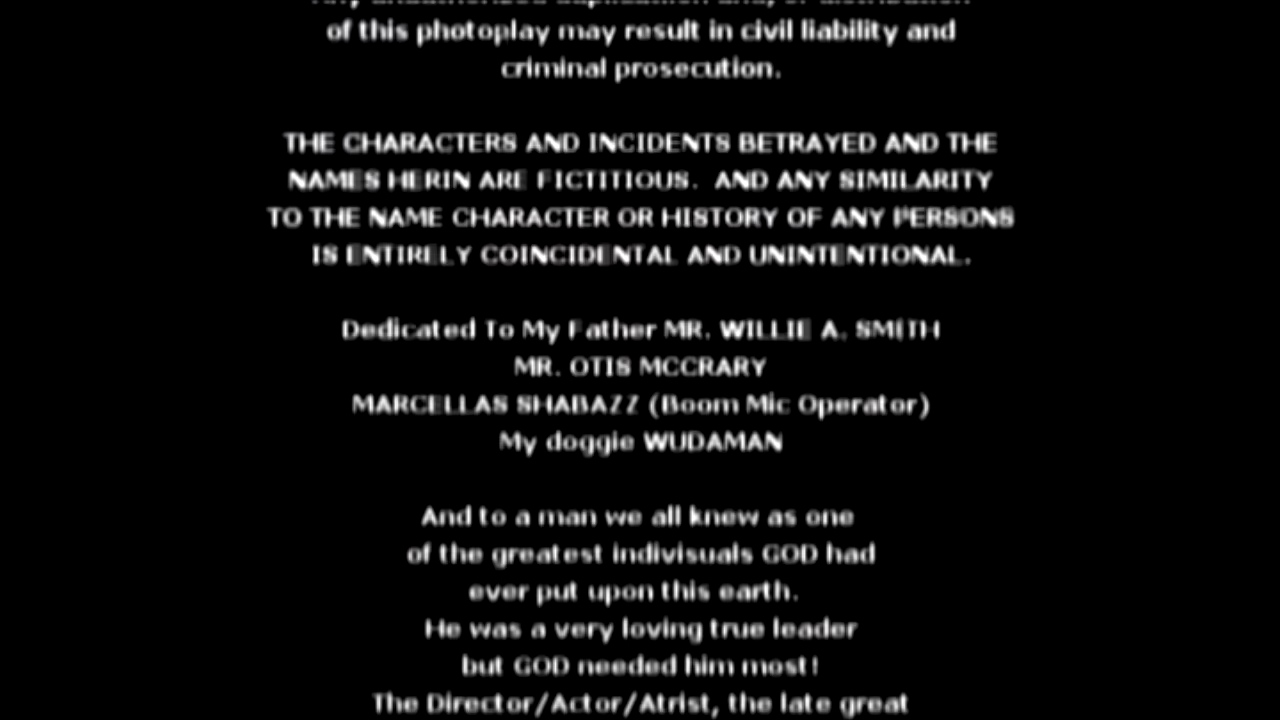 of this photoplay may result in civil liability and
criminal prosecution.
THE CHARACTERS AND INCIDENTS BETRAYED AND THE
NAMES HERIN ARE FICTITIOUS. AND ANY SIMILARITY
TO THE NAME CHARACTER OR HISTORY OF ANY PERSONS
IS ENTIRELY COINCIDENTAL AND UNINTENTIONAL.
Dedicated To My Father MR. WILLIE A. SMITH
MR. OTIS MCCRARY
MARCELLAS SHABAZZ (Boom Mic Operator)
My doggie WUDAMAN
And to a man we all knew as one
of the greatest indivisuals GOD had
ever put upon this earth.
He was a very loving true leader
but GOD needed him most!
The Director/Actor/Atrist, the late great